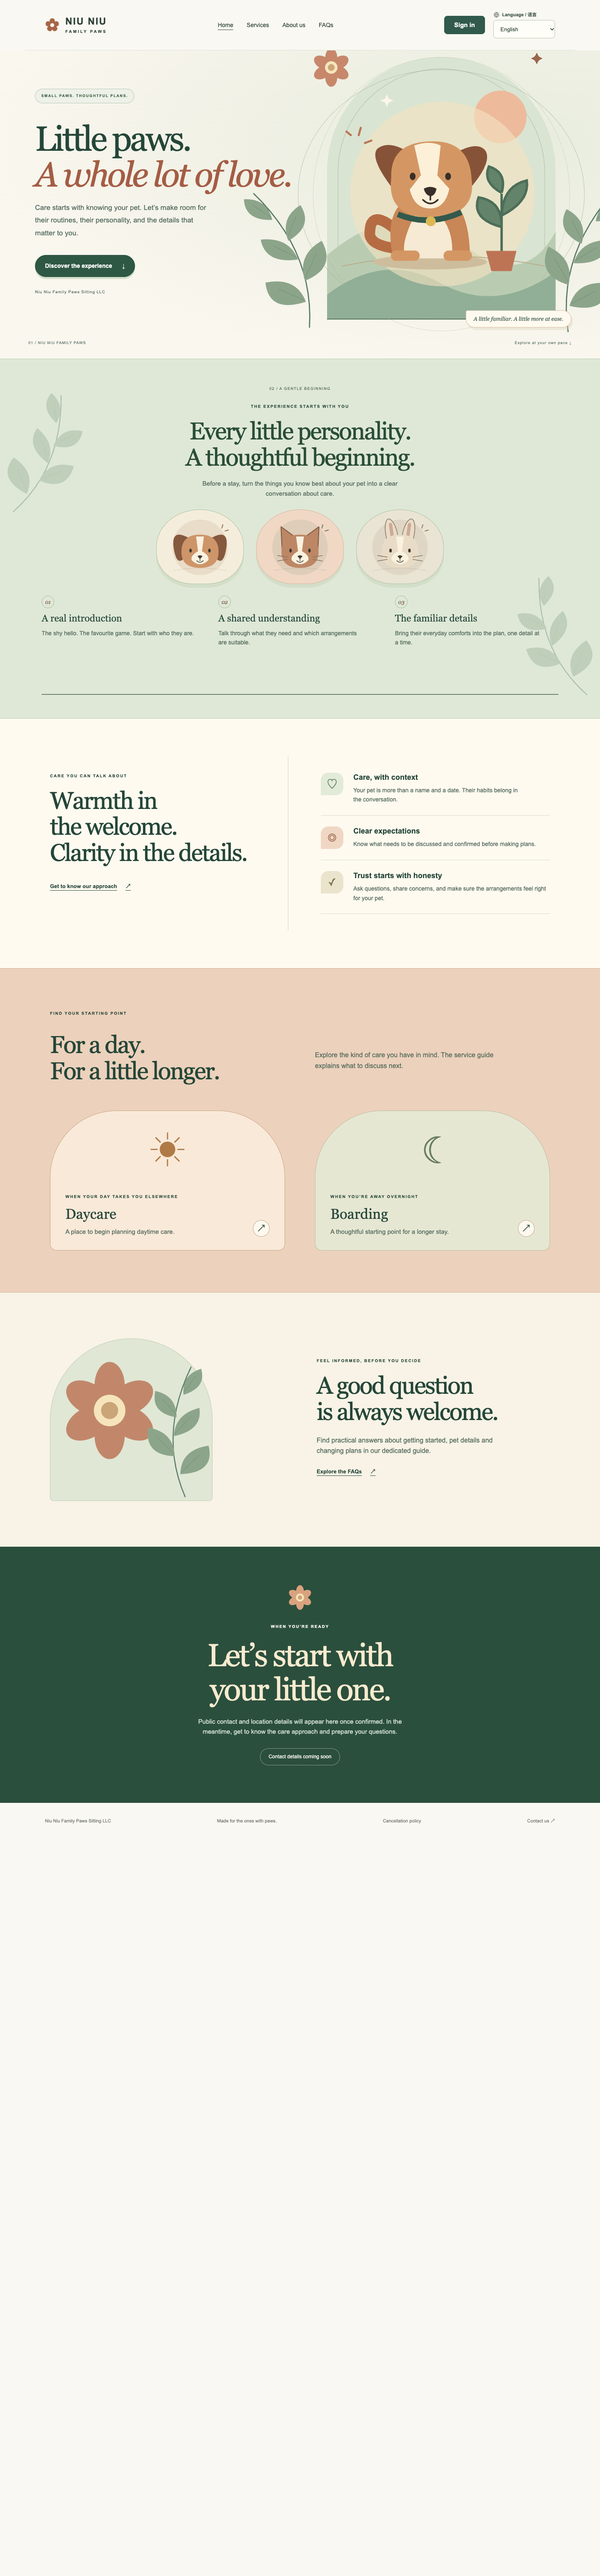 NIU NIU
FAMILY PAWS
Home
Services
About us
FAQs
Sign in
Language / 语言
English
SMALL PAWS. THOUGHTFUL PLANS.
Little paws.
A whole lot of love.
Care starts with knowing your pet. Let's make room for
their routines, their personality, and the details that
matter to you.
Discover the experience ↓
Niu Niu Family Paws Sitting LLC
A little familiar. A little more at ease.
01 / NIU NIU FAMILY PAWS
Explore at your own pace ↓
02 / A GENTLE BEGINNING
THE EXPERIENCE STARTS WITH YOU
Every little personality.
A thoughtful beginning.
Before a stay, turn the things you know best about your pet into a clear
conversation about care.
01
A real introduction
The shy hello. The favourite game. Start with who they are.
02
A shared understanding
Talk through what they need and which arrangements
are suitable.
03
The familiar details
Bring their everyday comforts into the plan, one detail at
a time.
CARE YOU CAN TALK ABOUT
Warmth in
the welcome.
Clarity in the details.
Get to know our approach ↗
Care, with context
Your pet is more than a name and a date. Their habits belong in
the conversation.
Clear expectations
Know what needs to be discussed and confirmed before making plans.
Trust starts with honesty
Ask questions, share concerns, and make sure the arrangements feel right
for your pet.
FIND YOUR STARTING POINT
For a day.
For a little longer.
Explore the kind of care you have in mind. The service guide
explains what to discuss next.
WHEN YOUR DAY TAKES YOU ELSEWHERE
Daycare
A place to begin planning daytime care.
WHEN YOU'RE AWAY OVERNIGHT
Boarding
A thoughtful starting point for a longer stay.
FEEL INFORMED, BEFORE YOU DECIDE
A good question
is always welcome.
Find practical answers about getting started, pet details and
changing plans in our dedicated guide.
Explore the FAQs ↗
WHEN YOU'RE READY
Let's start with
your little one.
Public contact and location details will appear here once confirmed. In the
meantime, get to know the care approach and prepare your questions.
Contact details coming soon
Niu Niu Family Paws Sitting LLC
Made for the ones with paws.
Cancellation policy
Contact us ↗